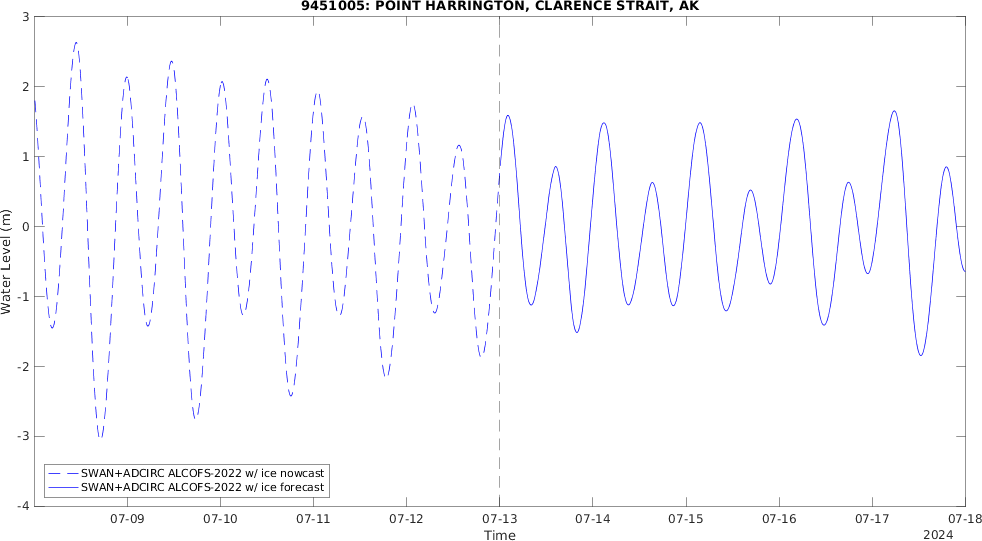 9451005: POINT HARRINGTON, CLARENCE STRAIT, AK
3
2
1
0
-1
-2
-3
-4
Water Level (m)
SWAN+ADCIRC ALCOFS-2022 w/ ice nowcast
SWAN+ADCIRC ALCOFS-2022 w/ ice forecast
07-09 07-10 07-11 07-12 07-13 07-14 07-15 07-16 07-17 07-18
Time
2024